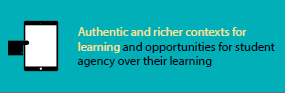 Authentic and richer contexts for
learning and opportunities for student
agency over their learning